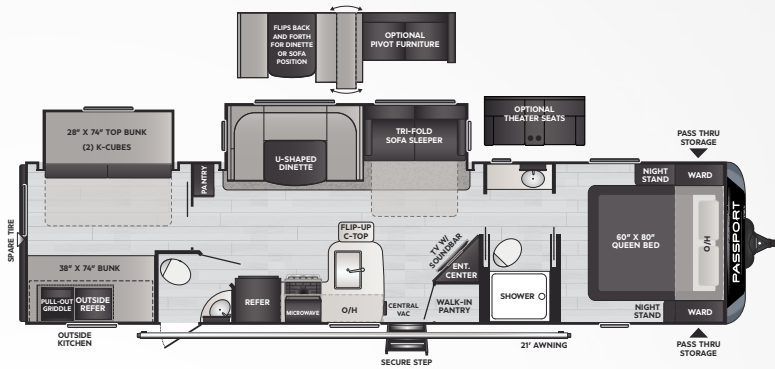 FLIPS BACK
AND FORTH
FOR DINETTE
OR SOFA
POSITION
OPTIONAL
PIVOT FURNITURE
28" X 74" TOP BUNK
(2) K-CUBES
PANTRY
U-SHAPED
DINETTE
TRI-FOLD
SOFA SLEEPER
OPTIONAL
THEATER SEATS
PASS THRU
STORAGE
NIGHT
STAND
WARD
SPARE TIRE
38" X 74" BUNK
PULL-OUT
GRIDDLE
OUTSIDE
REFER
OUTSIDE
KITCHEN
REFER
MICROWAVE
FLIP-UP
C-TOP
O/H
TV W/
SOUNDBAR
ENT.
CENTER
CENTRAL
VAC
WALK-IN
PANTRY
SHOWER
60" X 80"
QUEEN BED
O/H
PASSPORT
NIGHT
STAND
WARD
PASS THRU
STORAGE
21' AWNING
SECURE STEP